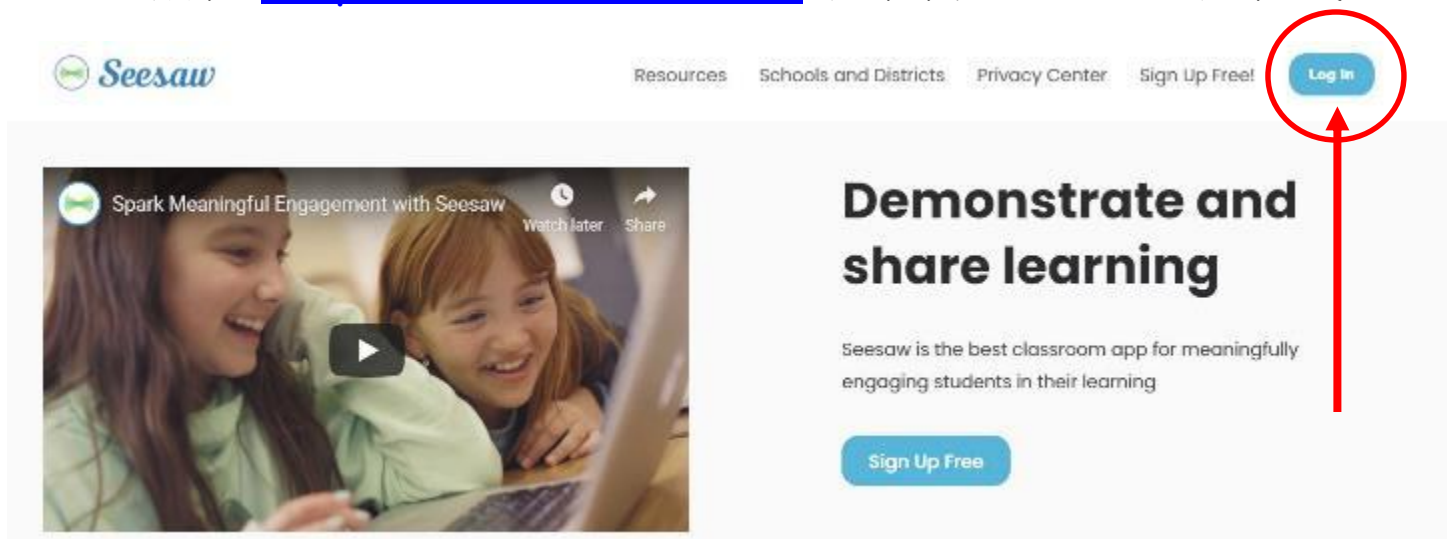 Seesaw
Resources Schools and Districts Privacy Center Sign Up Free! Log In
Spark Meaningful Engagement with Seesaw
Watch later Share
Demonstrate and
share learning
Seesaw is the best classroom app for meaningfully
engaging students in their learning
Sign Up Free